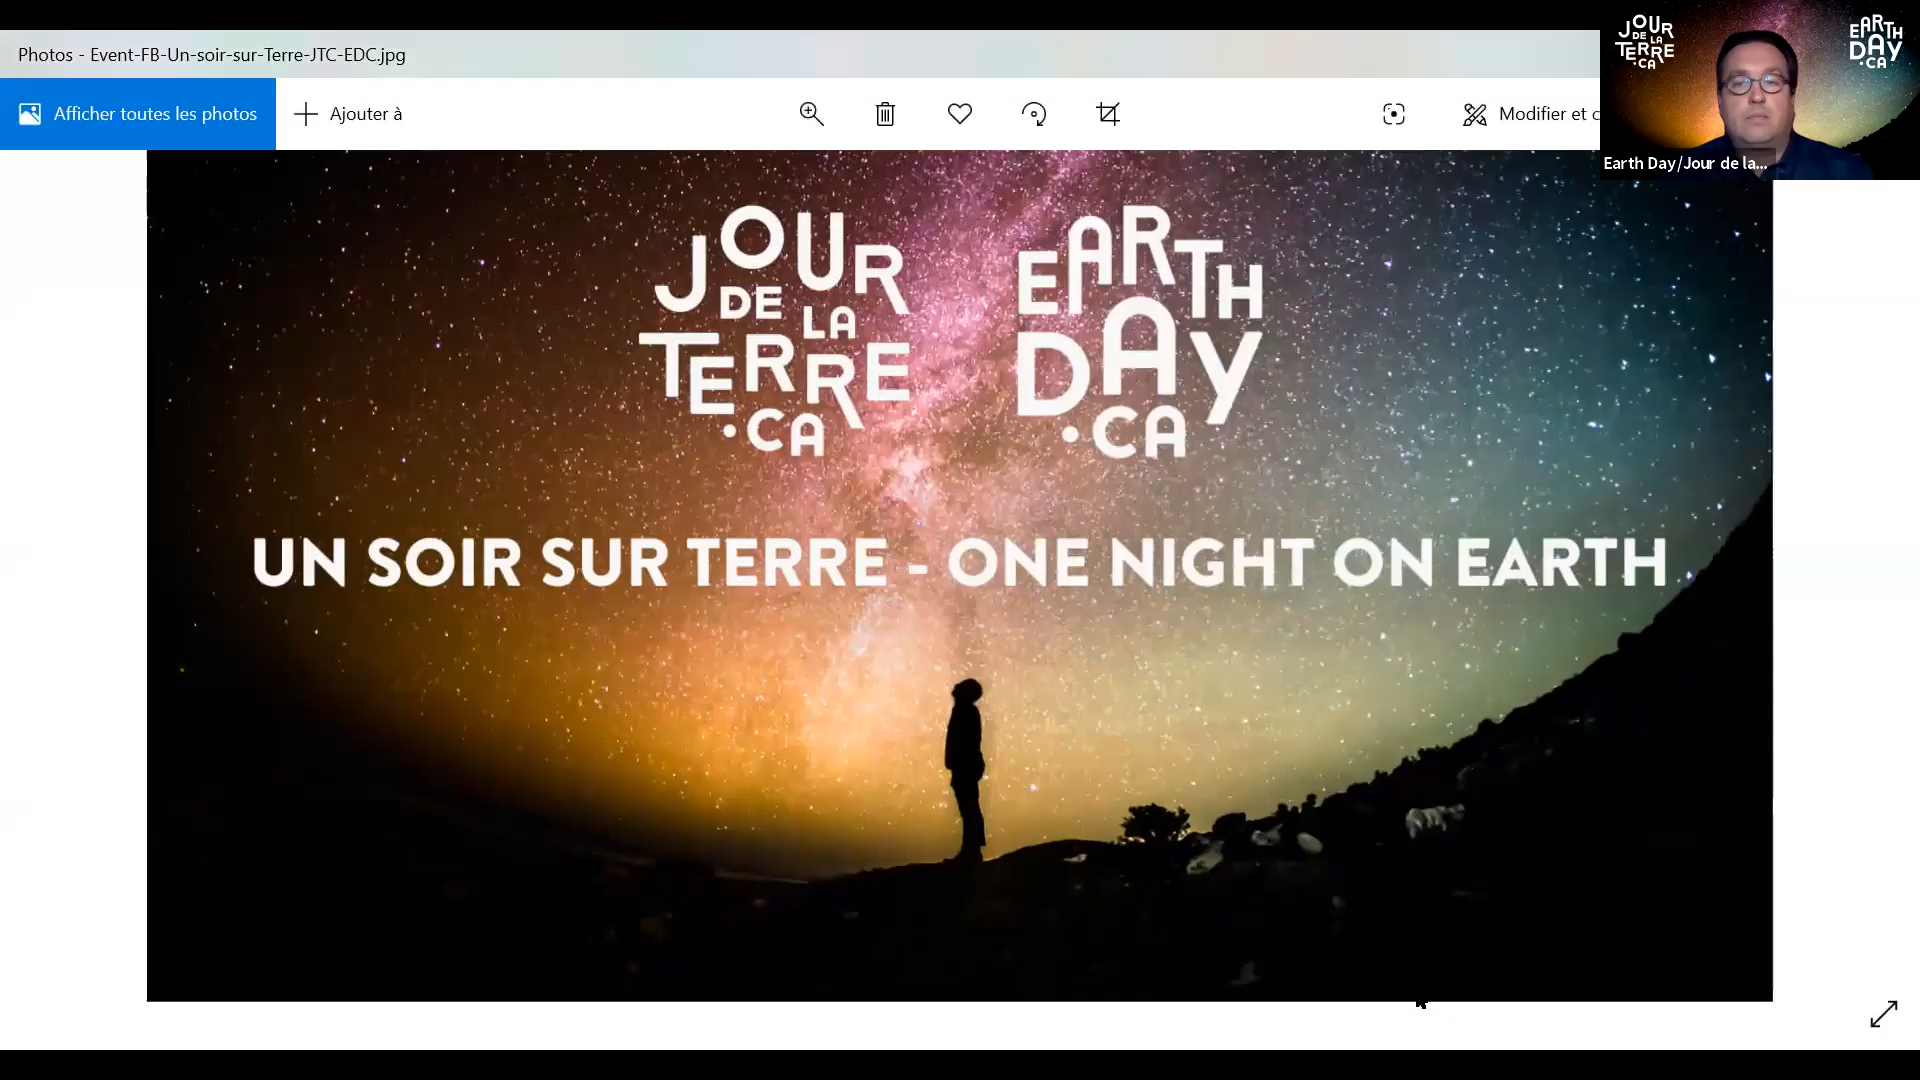 Photos - Event-FB-Un-soir-sur-Terre-JTC-EDC.jpg
Afficher toutes les photos
Ajouter à
Modifier et c
JOUR
DE LA
TERRE
.CA
EARTH
DAY
.CA
Earth Day/Jour de la...
JOUR
DE LA
TERRE
.CA
EARTH
DAY
.CA
UN SOIR SUR TERRE - ONE NIGHT ON EARTH